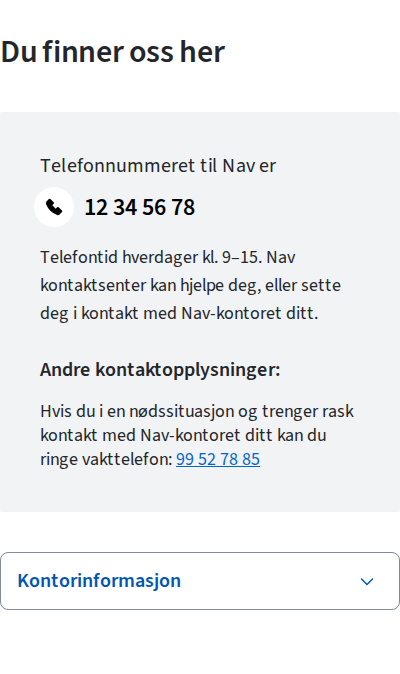 Du finner oss her
Telefonnummeret til Nav er
12 34 56 78
Telefontid hverdager kl. 9–15. Nav
kontaktsenter kan hjelpe deg, eller sette
deg i kontakt med Nav-kontoret ditt.
Andre kontaktopplysninger:
Hvis du i en nødssituasjon og trenger rask
kontakt med Nav-kontoret ditt kan du
ringe vakttelefon: 99 52 78 85
Kontorinformasjon